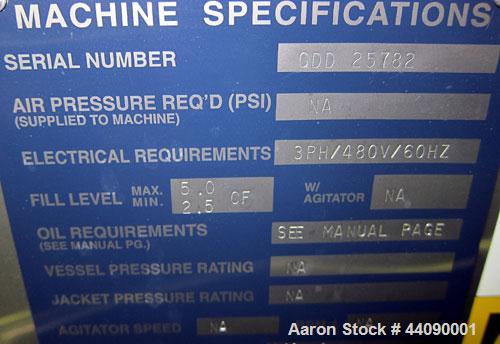 MACHINE SPECIFICATIONS
SERIAL NUMBER QDD 25782
AIR PRESSURE REQ'D (PSI) NA
(SUPPLIED TO MACHINE)
ELECTRICAL REQUIREMENTS 3PH/480V/60HZ
FILL LEVEL MAX. 5.0 CF W/ AGITATOR NA
MIN. 2.5
OIL REQUIREMENTS SEE MANUAL PAGE
(SEE MANUAL PG.)
VESSEL PRESSURE RATING NA
JACKET PRESSURE RATING NA
AGITATOR SPEED NA NA
Aaron Stock # 44090001